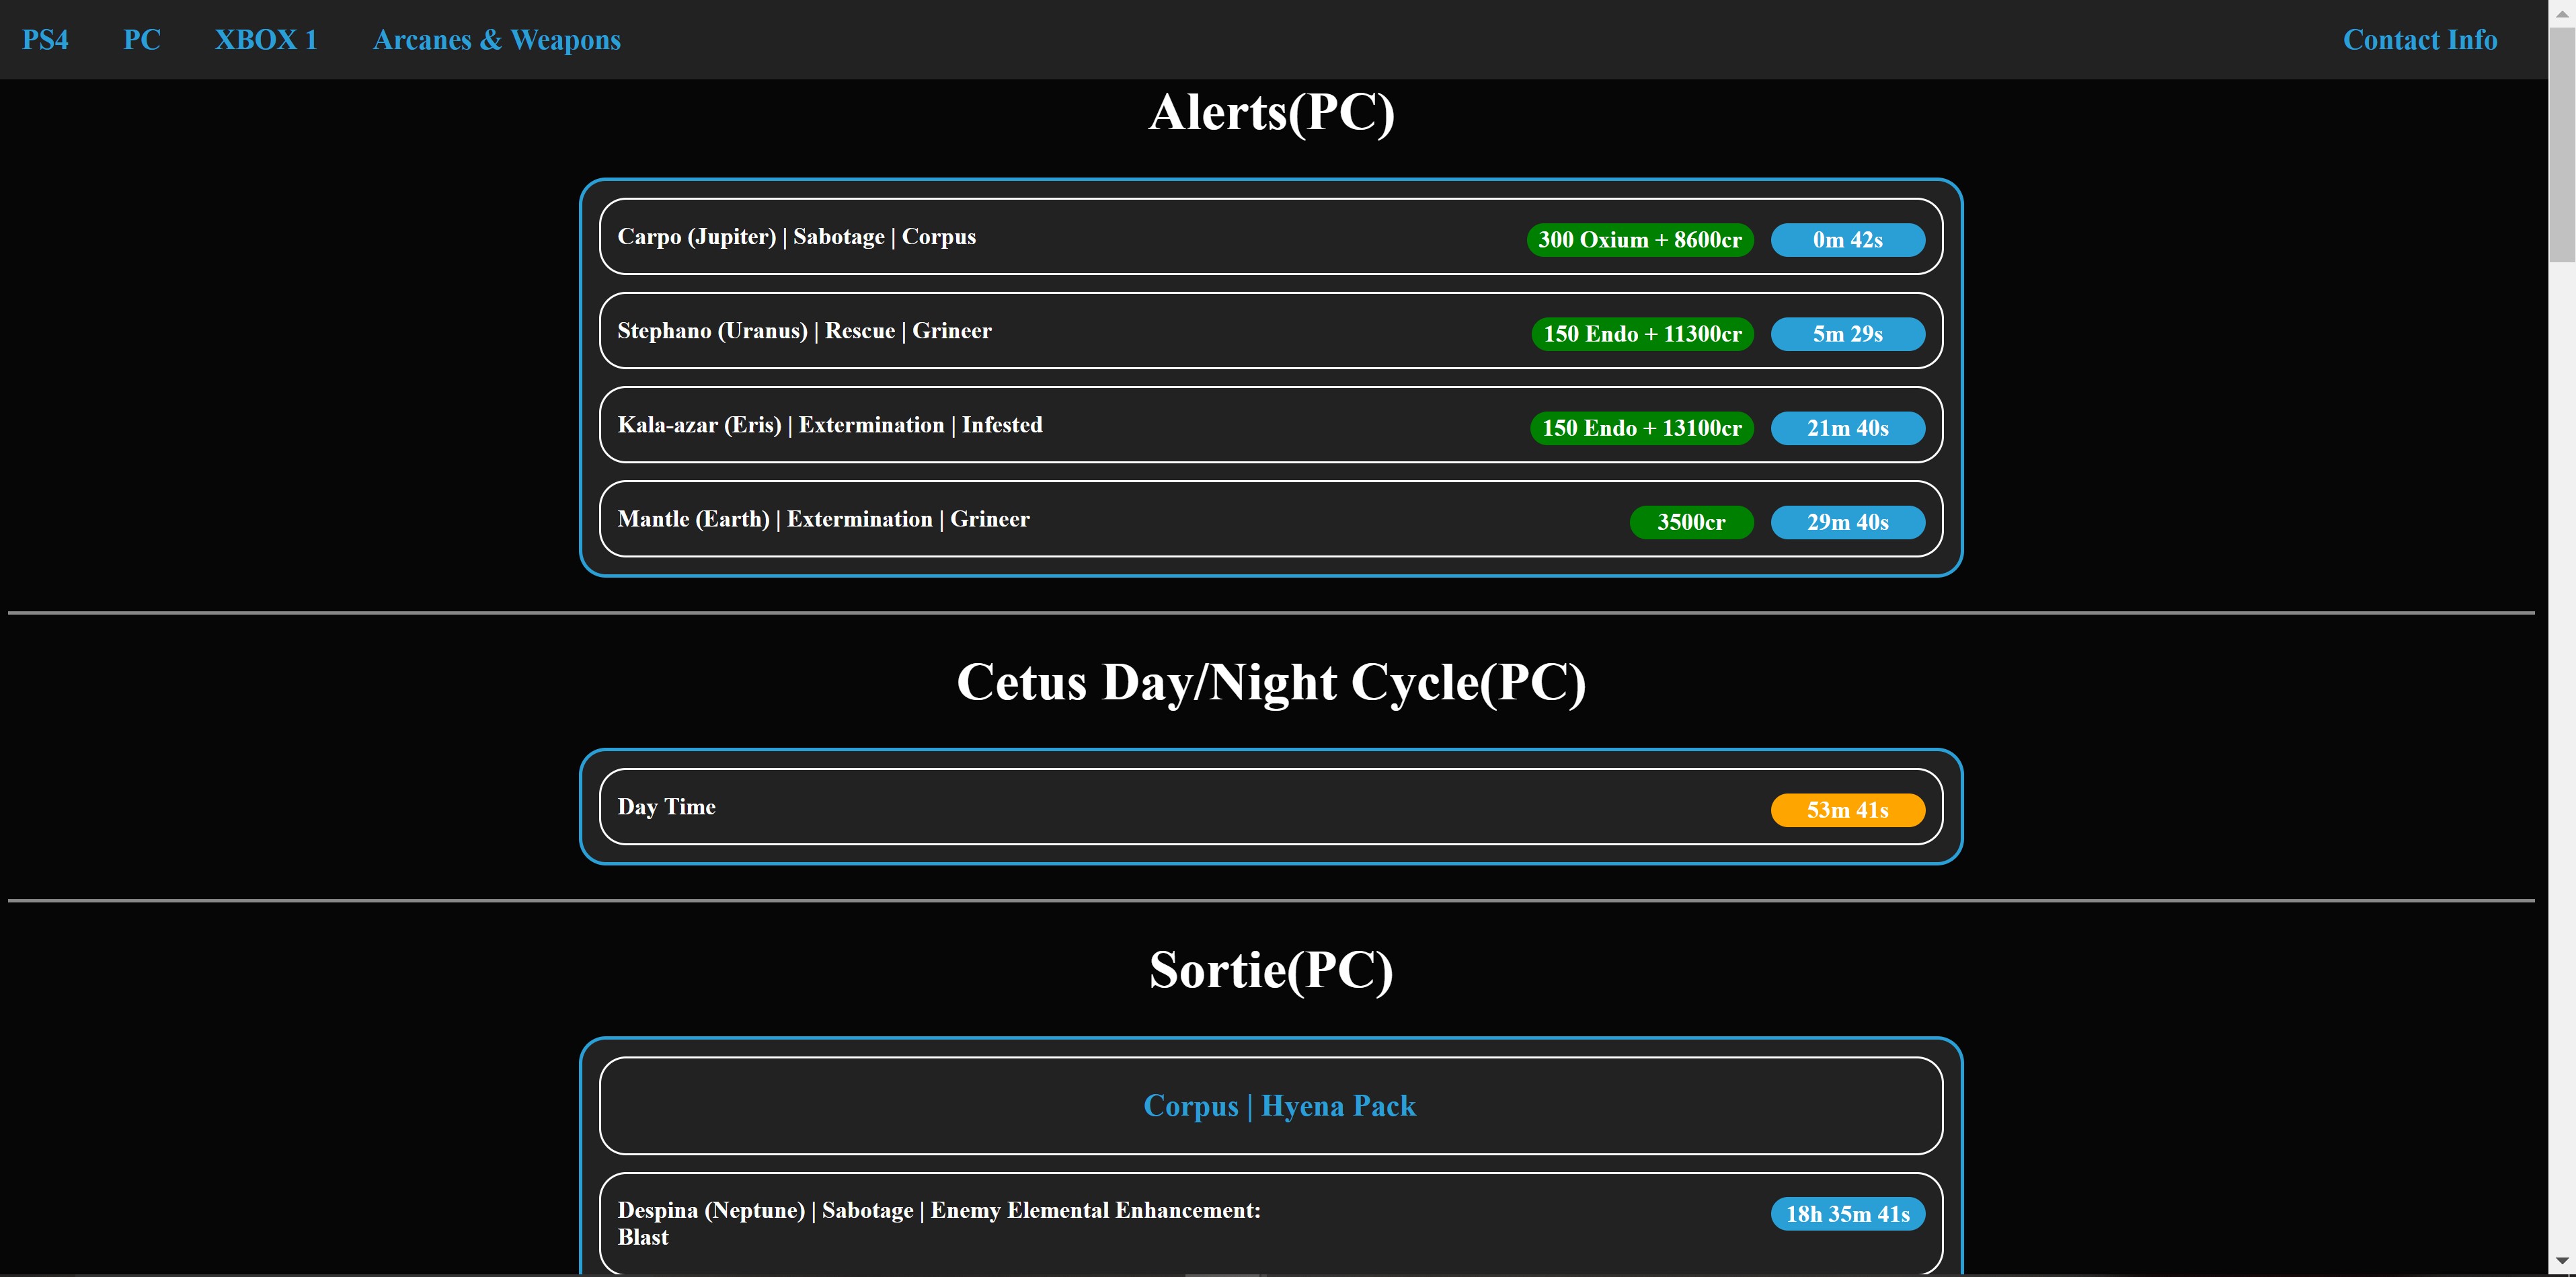 PS4 PC XBOX 1 Arcanes & Weapons Contact Info
Alerts(PC)
Carpo (Jupiter) | Sabotage | Corpus 300 Oxium + 8600cr 0m 42s
Stephano (Uranus) | Rescue | Grineer 150 Endo + 11300cr 5m 29s
Kala-azar (Eris) | Extermination | Infested 150 Endo + 13100cr 21m 40s
Mantle (Earth) | Extermination | Grineer 3500cr 29m 40s
Cetus Day/Night Cycle(PC)
Day Time 53m 41s
Sortie(PC)
Corpus | Hyena Pack
Despina (Neptune) | Sabotage | Enemy Elemental Enhancement: 18h 35m 41s
Blast